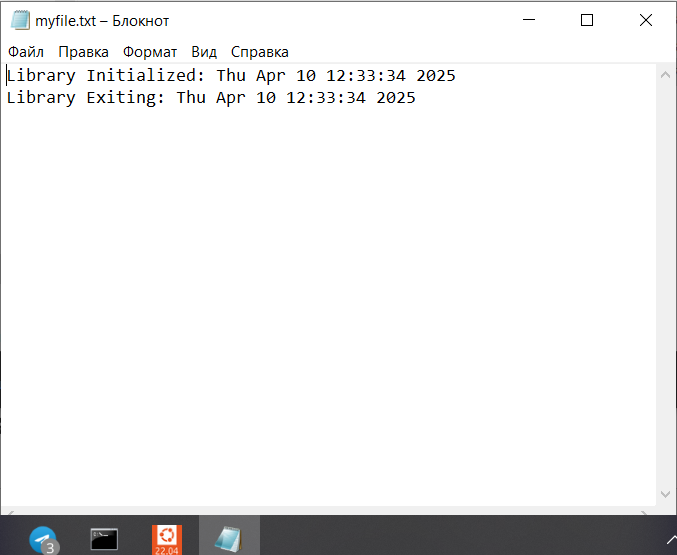 myfile.txt – Блокнот
Файл Правка Формат Вид Справка
Library Initialized: Thu Apr 10 12:33:34 2025
Library Exiting: Thu Apr 10 12:33:34 2025
3
22.04